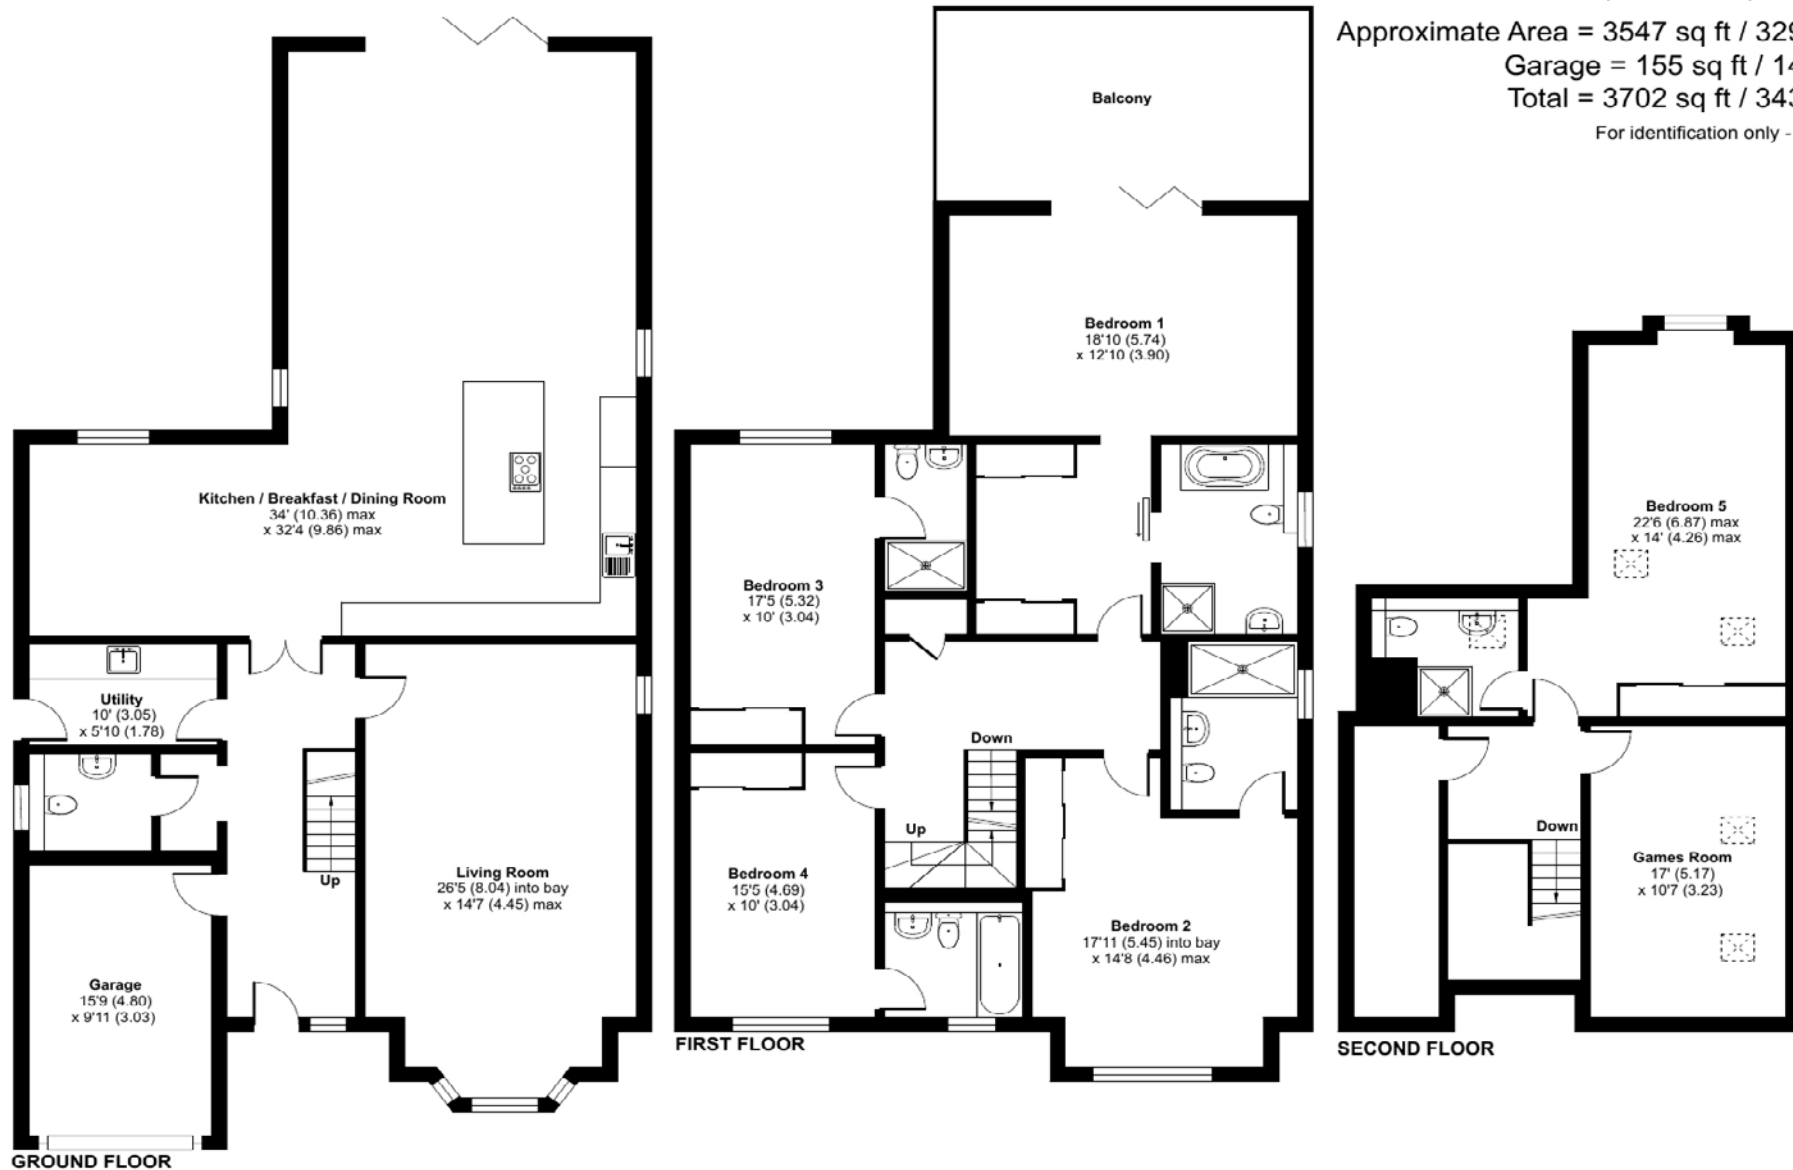 Approximate Area = 3547 sq ft / 329
Garage = 155 sq ft / 14
Total = 3702 sq ft / 343
For identification only -
Balcony
Bedroom 1
18'10 (5.74)
x 12'10 (3.90)
Kitchen / Breakfast / Dining Room
34' (10.36) max
x 32'4 (9.86) max
Bedroom 3
17'5 (5.32)
x 10' (3.04)
Bedroom 5
22'6 (6.87) max
x 14' (4.26) max
Utility
10' (3.05)
x 5'10 (1.78)
Down
Up
Up
Down
Living Room
26'5 (8.04) into bay
x 14'7 (4.45) max
Bedroom 4
15'5 (4.69)
x 10' (3.04)
Games Room
17' (5.17)
x 10'7 (3.23)
Bedroom 2
17'11 (5.45) into bay
x 14'8 (4.46) max
Garage
15'9 (4.80)
x 9'11 (3.03)
FIRST FLOOR
SECOND FLOOR
GROUND FLOOR